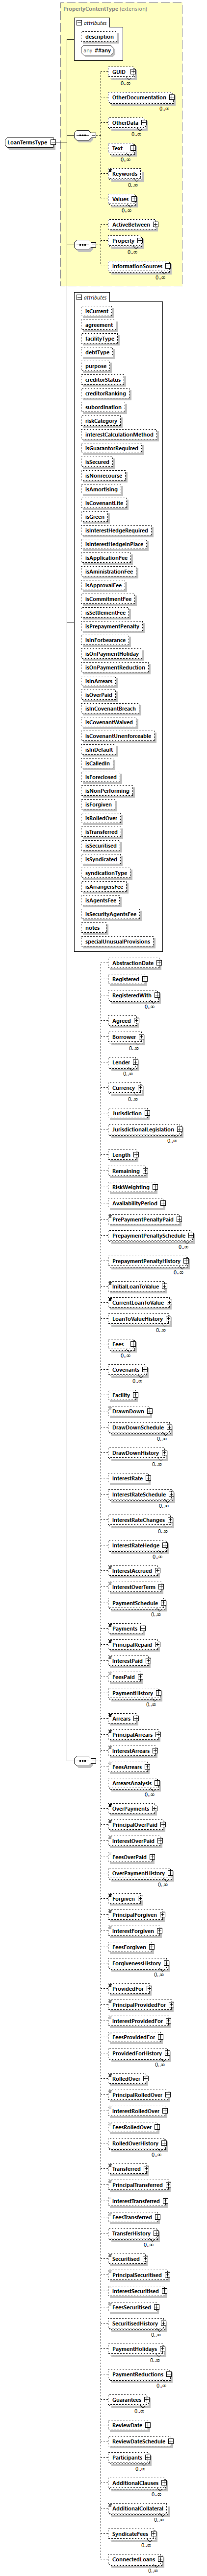 PropertyContentType (extension)
attributes
description
any ##any
GUID
0..∞
OtherDocumentation
0..∞
OtherData
0..∞
Text
0..∞
Keywords
0..∞
Values
0..∞
LoanTermsType
ActiveBetween
Property
0..∞
InformationSources
0..∞
attributes
isCurrent
agreement
facilityType
debtType
purpose
creditorStatus
creditorRanking
subordination
riskCategory
interestCalculationMethod
isGuarantorRequired
isSecured
isNonrecourse
isAmortising
isCovenantLite
isGreen
isInterestHedgeRequired
isInterestHedgeInPlace
isApplicationFee
isAministrationFee
isApprovalFee
isCommitmentFee
isSettlementFee
isPrepaymentPenalty
isInForbearance
isOnPaymentHoliday
isOnPaymentReduction
isInArrears
isOverPaid
isInCovenantBreach
isCovenantWaived
isCovenantUnenforceable
isInDefault
isCalledIn
isForeclosed
isNonPerforming
isForgiven
isRolledOver
isTransferred
isSecuritised
isSyndicated
syndicationType
isArrangersFee
isAgentsFee
isSecurityAgentsFee
notes
specialUnusualProvisions
AbstractionDate
Registered
RegisteredWith
0..∞
Agreed
Borrower
0..∞
Lender
0..∞
Currency
0..∞
Jurisdiction
JurisdictionalLegislation
0..∞
Length
Remaining
RiskWeighting
AvailabilityPeriod
PrePaymentPenaltyPaid
PrepaymentPenaltySchedule
0..∞
PrepaymentPenaltyHistory
0..∞
InitialLoanToValue
CurrentLoanToValue
LoanToValueHistory
0..∞
Fees
0..∞
Covenants
0..∞
Facility
DrawnDown
DrawDownSchedule
0..∞
DrawDownHistory
0..∞
InterestRate
InterestRateSchedule
0..∞
InterestRateChanges
0..∞
InterestRateHedge
0..∞
InterestAccrued
InterestOverTerm
PaymentSchedule
0..∞
Payments
PrincipalRepaid
InterestPaid
FeesPaid
PaymentHistory
0..∞
Arrears
PrincipalArrears
InterestArrears
FeesArrears
ArrearsAnalysis
0..∞
OverPayments
PrincipalOverPaid
InterestOverPaid
FeesOverPaid
OverPaymentHistory
0..∞
Forgiven
PrincipalForgiven
InterestForgiven
FeesForgiven
ForgivenessHistory
0..∞
ProvidedFor
PrincipalProvidedFor
InterestProvidedFor
FeesProvidedFor
ProvidedForHistory
0..∞
RolledOver
PrincipalRolledOver
InterestRolledOver
FeesRolledOver
RolledOverHistory
0..∞
Transferred
PrincipalTransferred
InterestTransferred
FeesTransferred
TransferHistory
0..∞
Securitised
PrincipalSecuritised
InterestSecuritised
FeesSecuritised
SecuritisedHistory
0..∞
PaymentHolidays
0..∞
PaymentReductions
0..∞
Guarantees
0..∞
ReviewDate
ReviewDateSchedule
Participants
0..∞
AdditionalClauses
0..∞
AdditionalCollateral
0..∞
SyndicateFees
0..∞
ConnectedLoans
0..∞